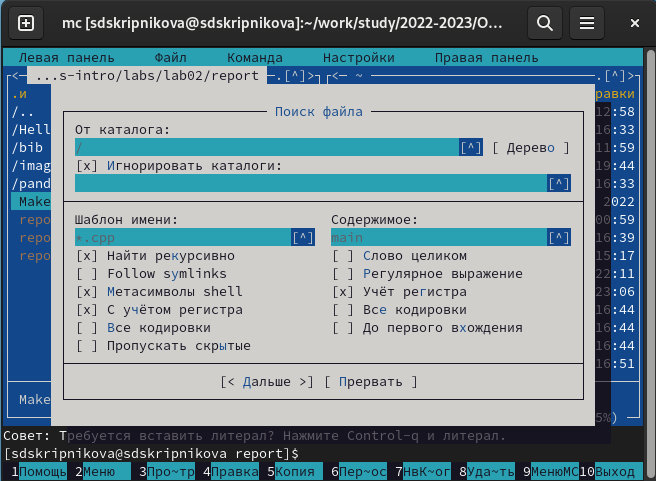 mc [sdskripnikova@sdskripnikova]:~/work/study/2022-2023/O...
Левая панель Файл Команда Настройки Правая панель
<─ ...s-intro/labs/lab02/report ─.[^]>┐┌<─ ~ ─.[^]>
.и равки
/.. 12:58
/Hell 16:33
/bib 11:59
/imag 19:44
/pand 16:33
Make 2022
repo 00:59
repo 16:39
repo 15:17
22:11
23:06
16:44
16:44
16:44
16:51
Make
5%)
Поиск файла
От каталога:
/ [^] [ Дерево ]
[x] Игнорировать каталоги:
[^]
Шаблон имени: Содержимое:
*.cpp [^] main [^]
[x] Найти рекурсивно [ ] Слово целиком
[ ] Follow symlinks [ ] Регулярное выражение
[x] Метасимволы shell [x] Учёт регистра
[x] С учётом регистра [ ] Все кодировки
[ ] Все кодировки [ ] До первого вхождения
[ ] Пропускать скрытые
[< Дальше >] [ Прервать ]
Совет: Требуется вставить литерал? Нажмите Control-q и литерал.
[sdskripnikova@sdskripnikova report]$
1Помощь 2Меню 3Про~тр 4Правка 5Копия 6Пер~ос 7НвК~ог 8Уда~ть 9МенюМС 10Выход